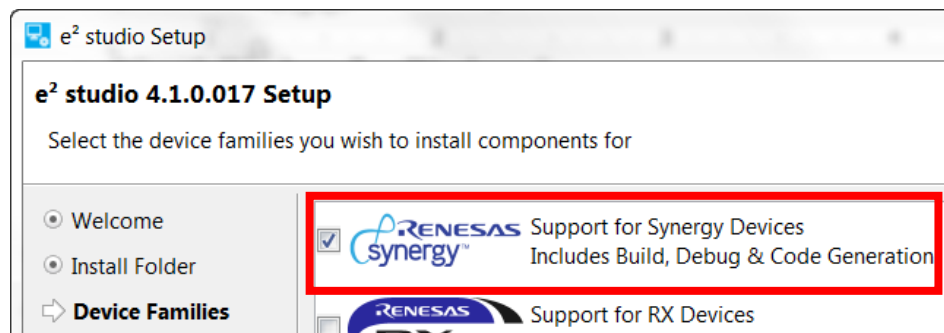 e² studio Setup
e² studio 4.1.0.017 Setup
Select the device families you wish to install components for
Welcome
Install Folder
Device Families
RENESAS
synergy™
Support for Synergy Devices
Includes Build, Debug & Code Generation
RENESAS
RX
Support for RX Devices